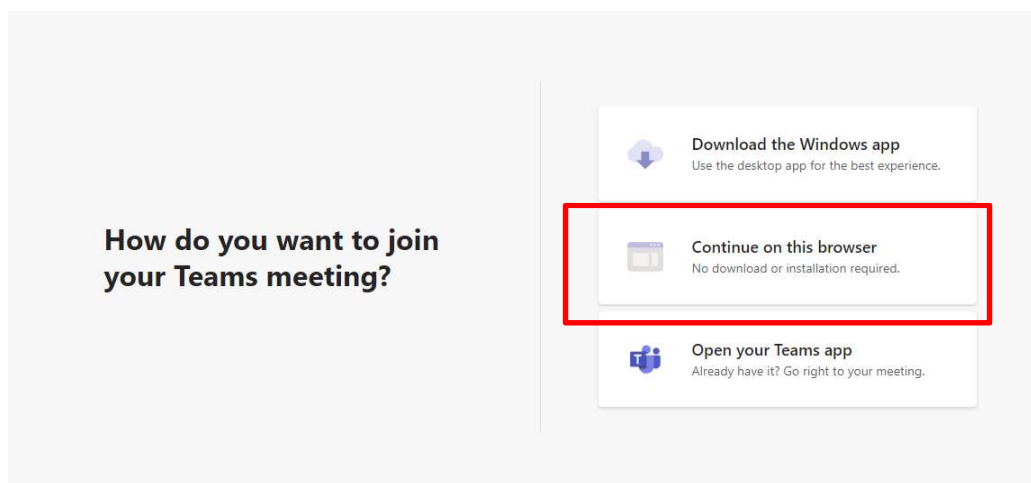 How do you want to join
your Teams meeting?
Download the Windows app
Use the desktop app for the best experience.
Continue on this browser
No download or installation required.
Open your Teams app
Already have it? Go right to your meeting.